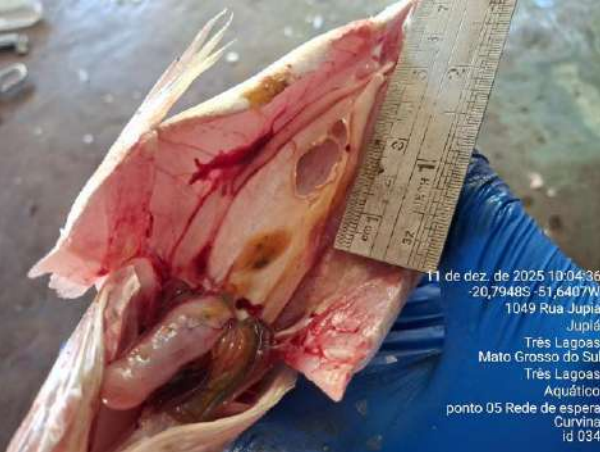 11 de dez. de 2025 10:04:36
-20,7948S -51,6407W
1049 Rua Jupiá
Jupiá
Três Lagoas
Mato Grosso do Sul
Três Lagoas
Aquático
ponto 05 Rede de espera
Curvina
id 034